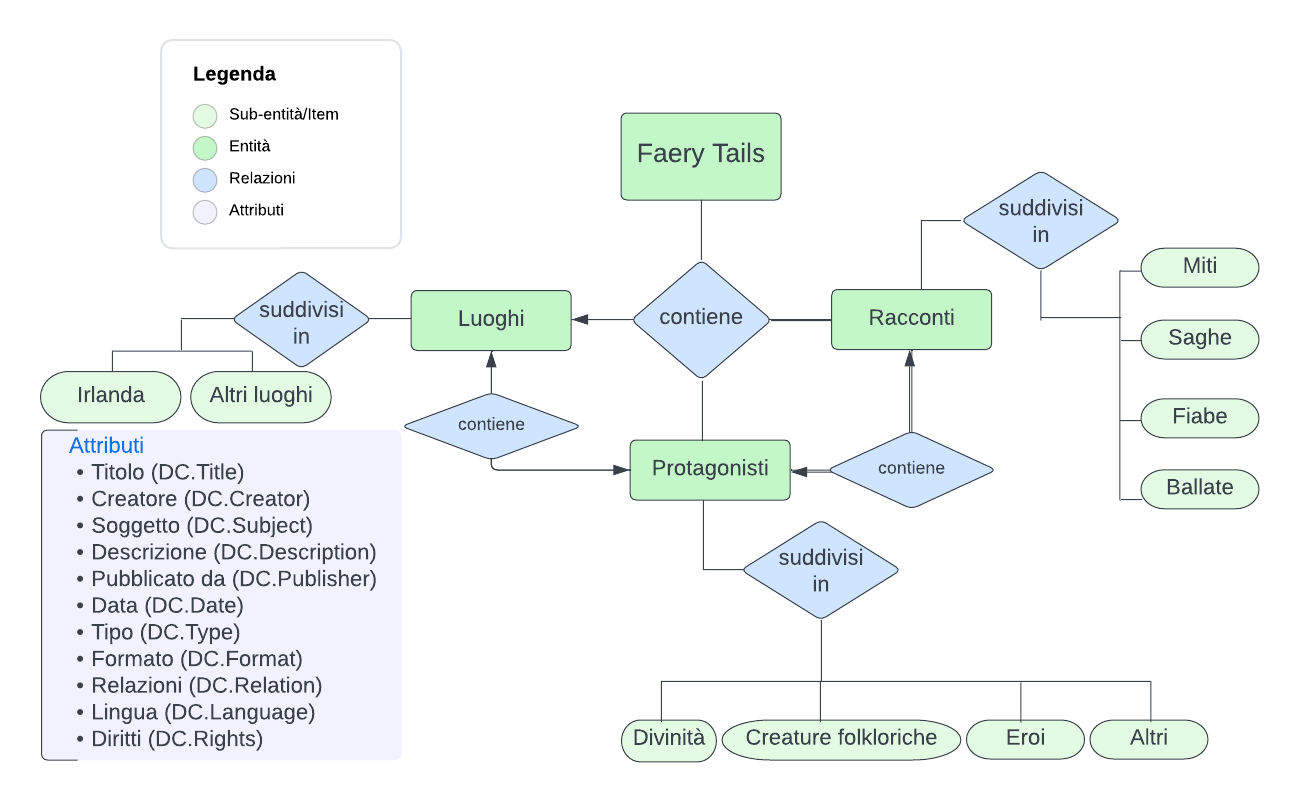 Legenda
Sub-entità/Item
Entità
Relazioni
Attributi
Faery Tails
suddivisi
in
Miti
Saghe
Fiabe
Ballate
suddivisi
in
Luoghi
contiene
Racconti
Irlanda
Altri luoghi
contiene
Protagonisti
contiene
Attributi
• Titolo (DC.Title)
• Creatore (DC.Creator)
• Soggetto (DC.Subject)
• Descrizione (DC.Description)
• Pubblicato da (DC.Publisher)
• Data (DC.Date)
• Tipo (DC.Type)
• Formato (DC.Format)
• Relazioni (DC.Relation)
• Lingua (DC.Language)
• Diritti (DC.Rights)
suddivisi
in
Divinità
Creature folkloriche
Eroi
Altri